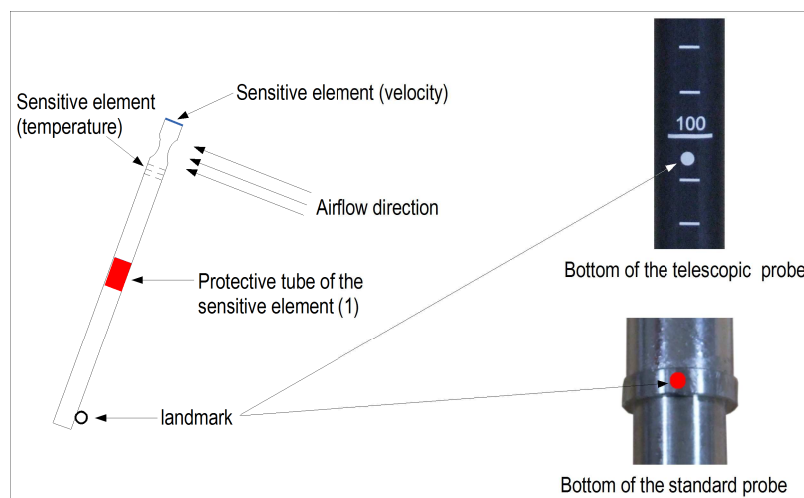 Sensitive element (velocity)
Sensitive element
(temperature)
Airflow direction
Protective tube of the
sensitive element (1)
landmark
100
Bottom of the telescopic probe
Bottom of the standard probe